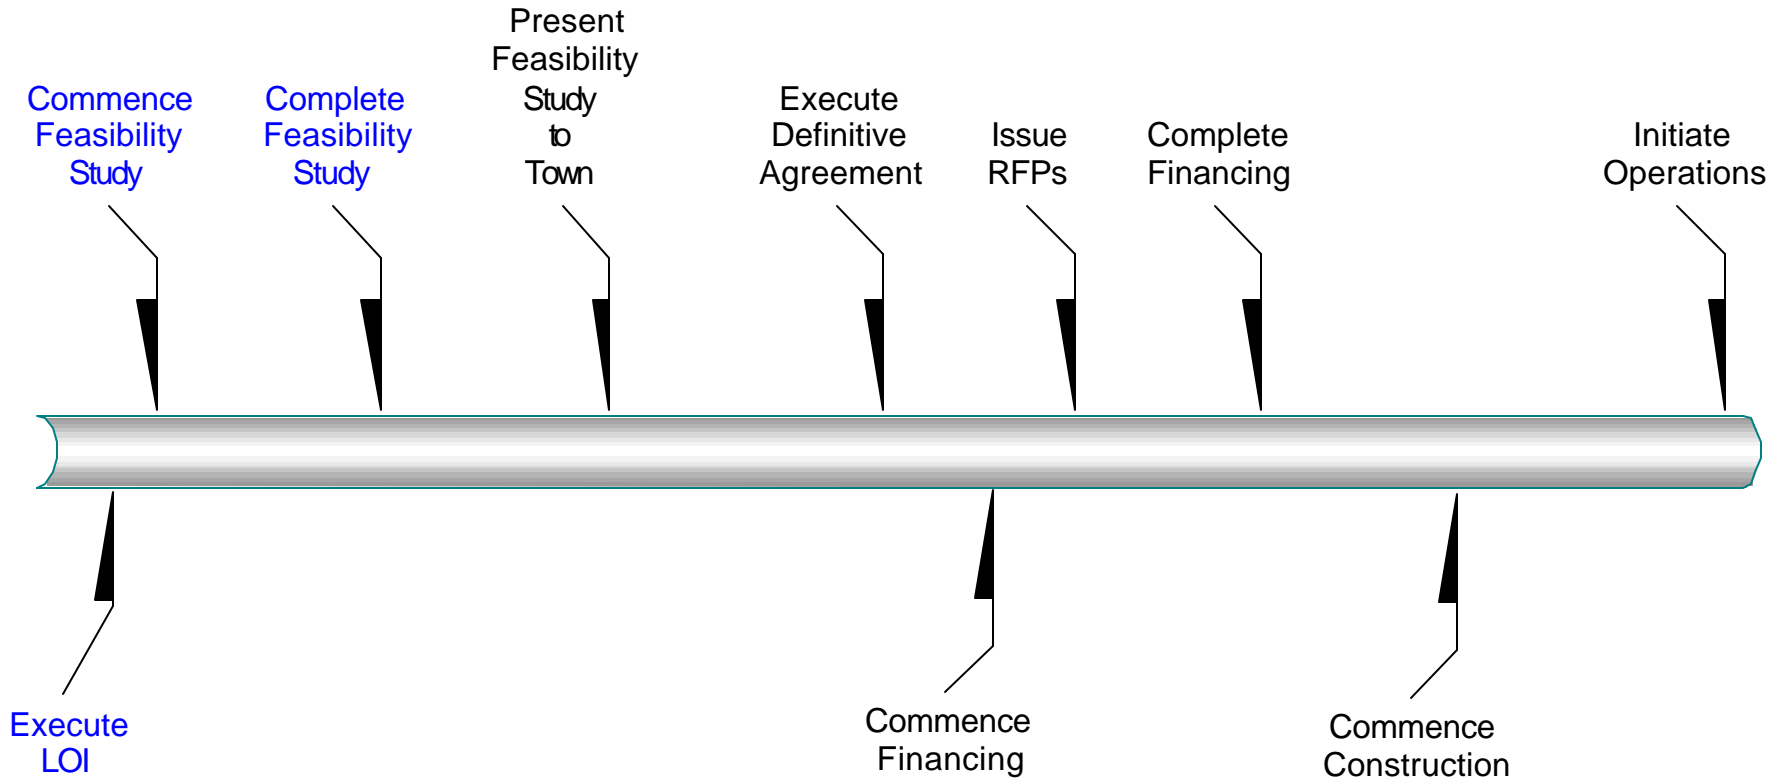 Commence
Feasibility
Study
Complete
Feasibility
Study
Present
Feasibility
Study
to
Town
Execute
Definitive
Agreement
Issue
RFPs
Complete
Financing
Initiate
Operations
Execute
LOI
Commence
Financing
Commence
Construction